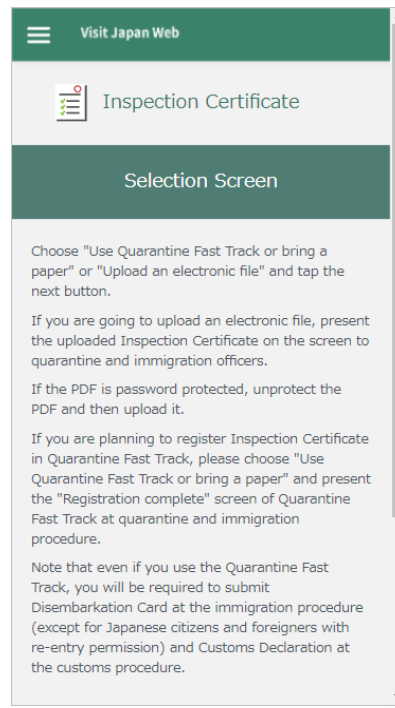 Visit Japan Web
Inspection Certificate
Selection Screen
Choose "Use Quarantine Fast Track or bring a
paper" or "Upload an electronic file" and tap the
next button.
If you are going to upload an electronic file, present
the uploaded Inspection Certificate on the screen to
quarantine and immigration officers.
If the PDF is password protected, unprotect the
PDF and then upload it.
If you are planning to register Inspection Certificate
in Quarantine Fast Track, please choose "Use
Quarantine Fast Track or bring a paper" and present
the "Registration complete" screen of Quarantine
Fast Track at quarantine and immigration
procedure.
Note that even if you use the Quarantine Fast
Track, you will be required to submit
Disembarkation Card at the immigration procedure
(except for Japanese citizens and foreigners with
re-entry permission) and Customs Declaration at
the customs procedure.